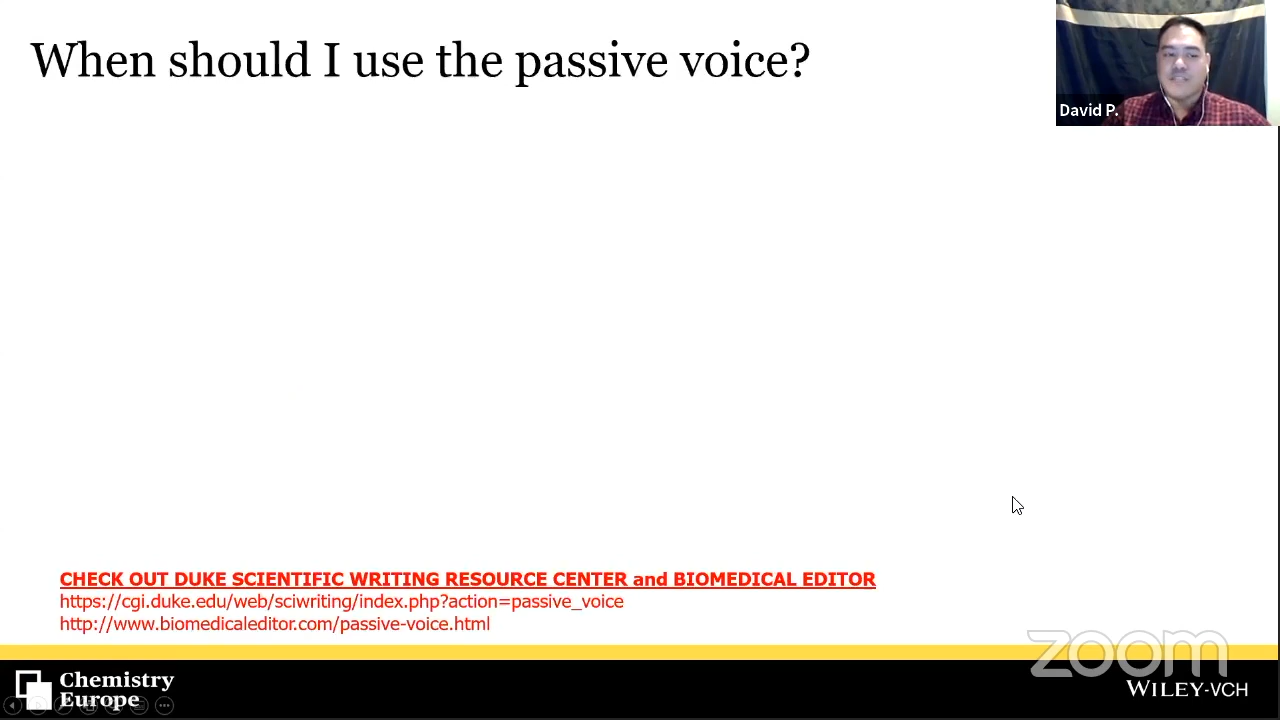 When should I use the passive voice?
David P.
CHECK OUT DUKE SCIENTIFIC WRITING RESOURCE CENTER and BIOMEDICAL EDITOR
https://cgi.duke.edu/web/sciwriting/index.php?action=passive_voice
http://www.biomedicaleditor.com/passive-voice.html
zoom
Chemistry
Europe
WILEY-VCH